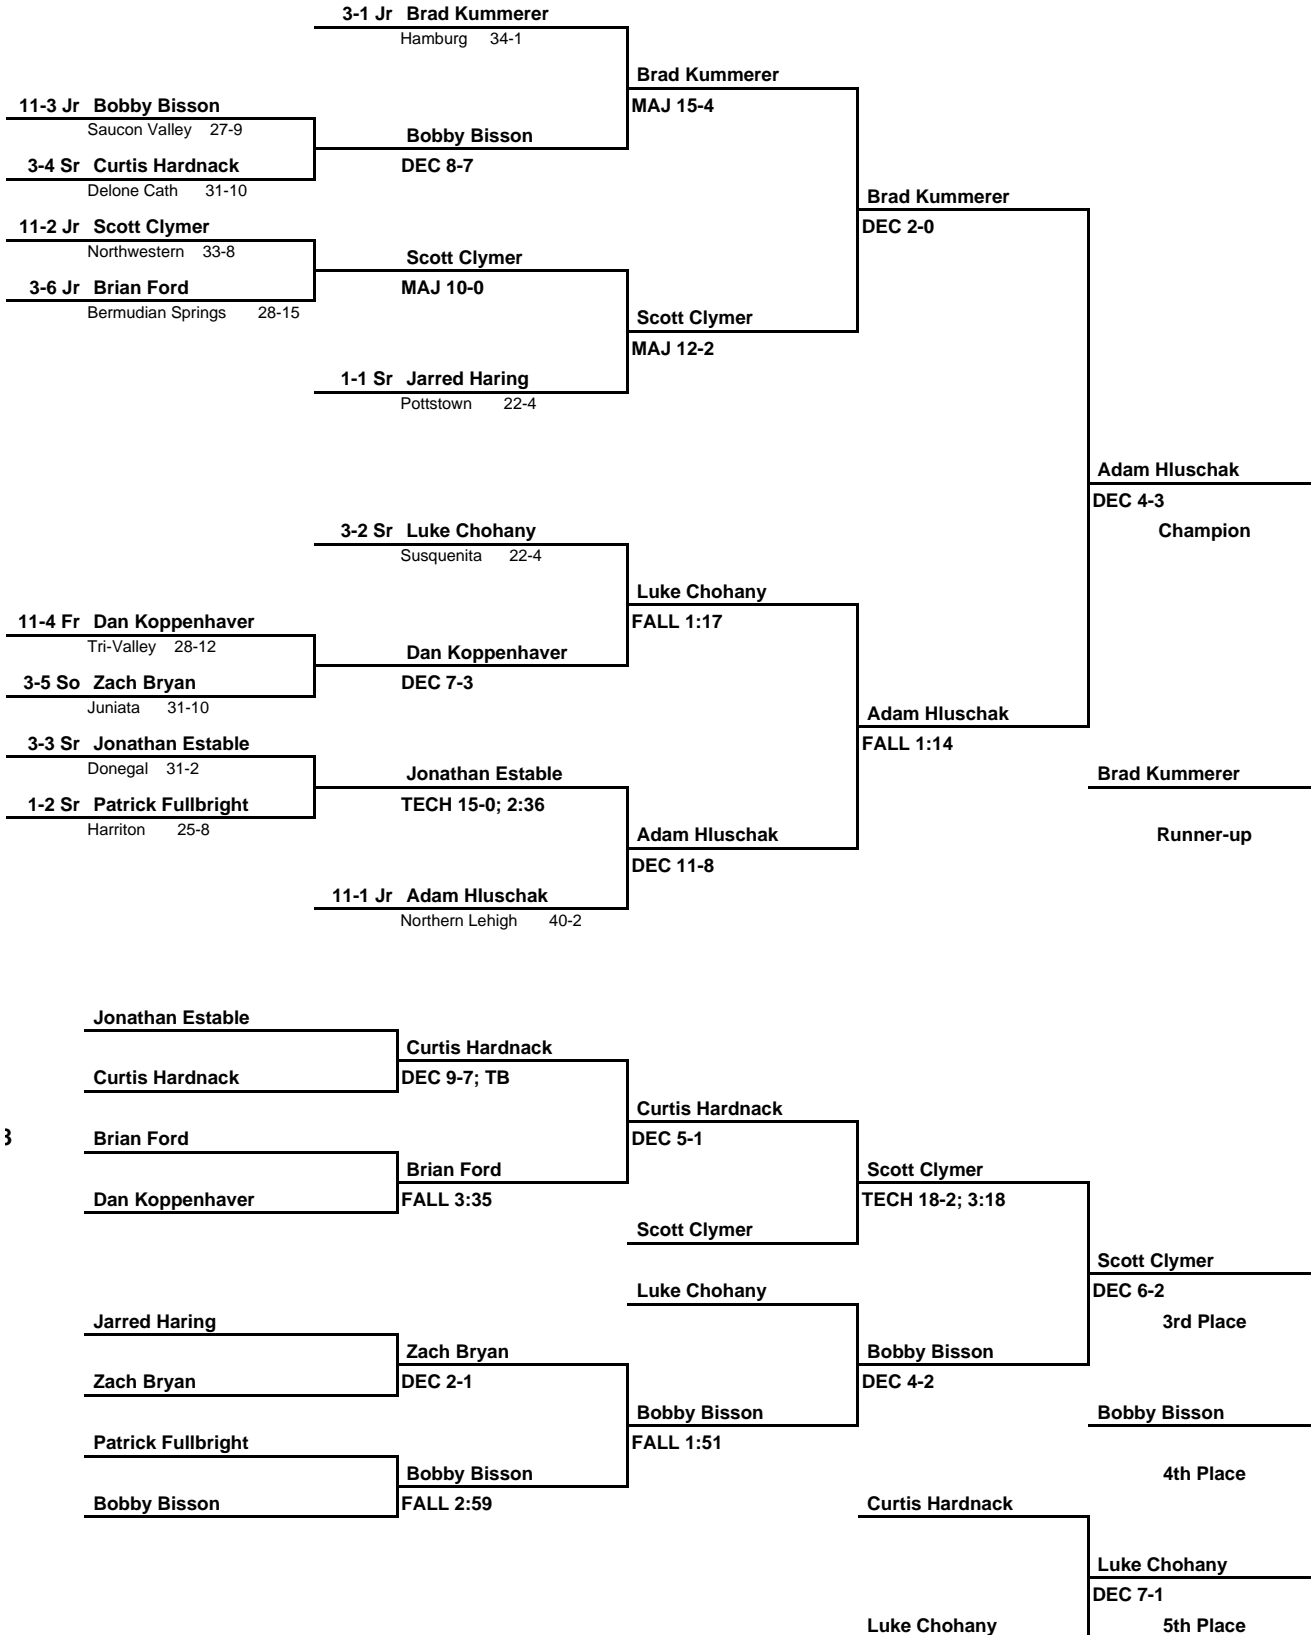 3-1 Jr Brad Kummerer
Hamburg 34-1
Brad Kummerer
11-3 Jr Bobby Bisson
MAJ 15-4
Saucon Valley 27-9
Bobby Bisson
3-4 Sr Curtis Hardnack
DEC 8-7
Delone Cath 31-10
Brad Kummerer
11-2 Jr Scott Clymer
DEC 2-0
Northwestern 33-8
Scott Clymer
3-6 Jr Brian Ford
MAJ 10-0
Bermudian Springs 28-15
Scott Clymer
MAJ 12-2
1-1 Sr Jarred Haring
Pottstown 22-4
Adam Hluschak
DEC 4-3
3-2 Sr Luke Chohany
Champion
Susquenita 22-4
Luke Chohany
11-4 Fr Dan Koppenhaver
FALL 1:17
Tri-Valley 28-12
Dan Koppenhaver
3-5 So Zach Bryan
DEC 7-3
Juniata 31-10
Adam Hluschak
3-3 Sr Jonathan Estable
FALL 1:14
Donegal 31-2
Jonathan Estable
Brad Kummerer
1-2 Sr Patrick Fullbright
TECH 15-0; 2:36
Harriton 25-8
Adam Hluschak
Runner-up
DEC 11-8
11-1 Jr Adam Hluschak
Northern Lehigh 40-2
Jonathan Estable
Curtis Hardnack
Curtis Hardnack
DEC 9-7; TB
Curtis Hardnack
Brian Ford
DEC 5-1
Brian Ford
Scott Clymer
Dan Koppenhaver
FALL 3:35
TECH 18-2; 3:18
Scott Clymer
Scott Clymer
Luke Chohany
DEC 6-2
Jarred Haring
3rd Place
Zach Bryan
Bobby Bisson
Zach Bryan
DEC 2-1
DEC 4-2
Bobby Bisson
Bobby Bisson
Patrick Fullbright
FALL 1:51
Bobby Bisson
4th Place
Bobby Bisson
FALL 2:59
Curtis Hardnack
Luke Chohany
DEC 7-1
Luke Chohany
5th Place